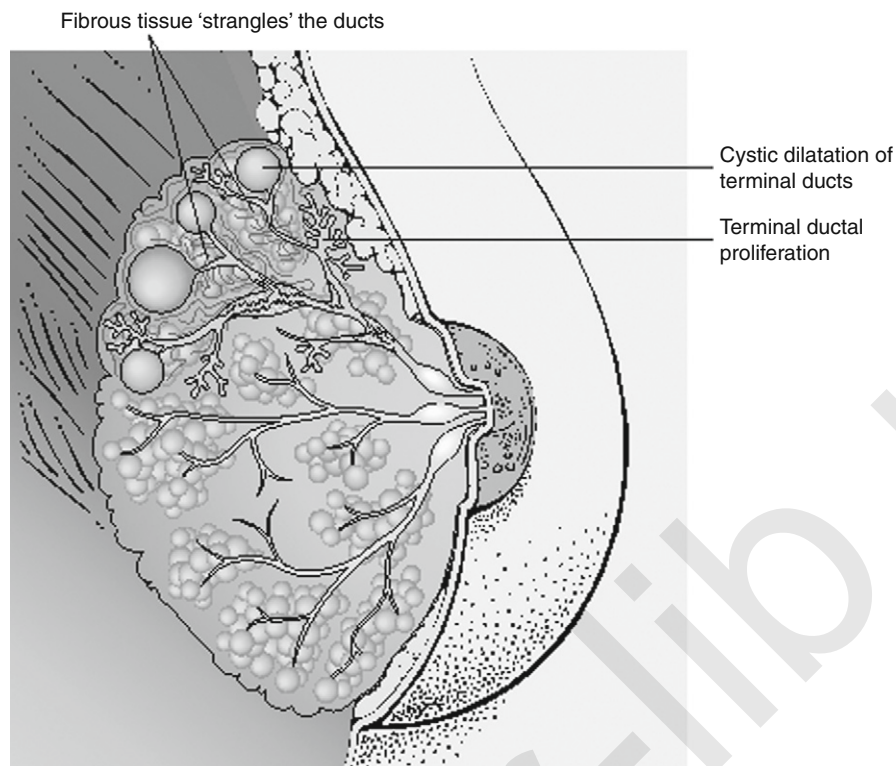 Fibrous tissue ‘strangles’ the ducts
Cystic dilatation of
terminal ducts
Terminal ductal
proliferation